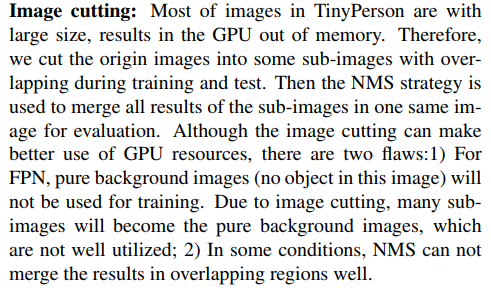 Image cutting: Most of images in TinyPerson are with
large size, results in the GPU out of memory. Therefore,
we cut the origin images into some sub-images with over-
lapping during training and test. Then the NMS strategy is
used to merge all results of the sub-images in one same im-
age for evaluation. Although the image cutting can make
better use of GPU resources, there are two flaws:1) For
FPN, pure background images (no object in this image) will
not be used for training. Due to image cutting, many sub-
images will become the pure background images, which
are not well utilized; 2) In some conditions, NMS can not
merge the results in overlapping regions well.